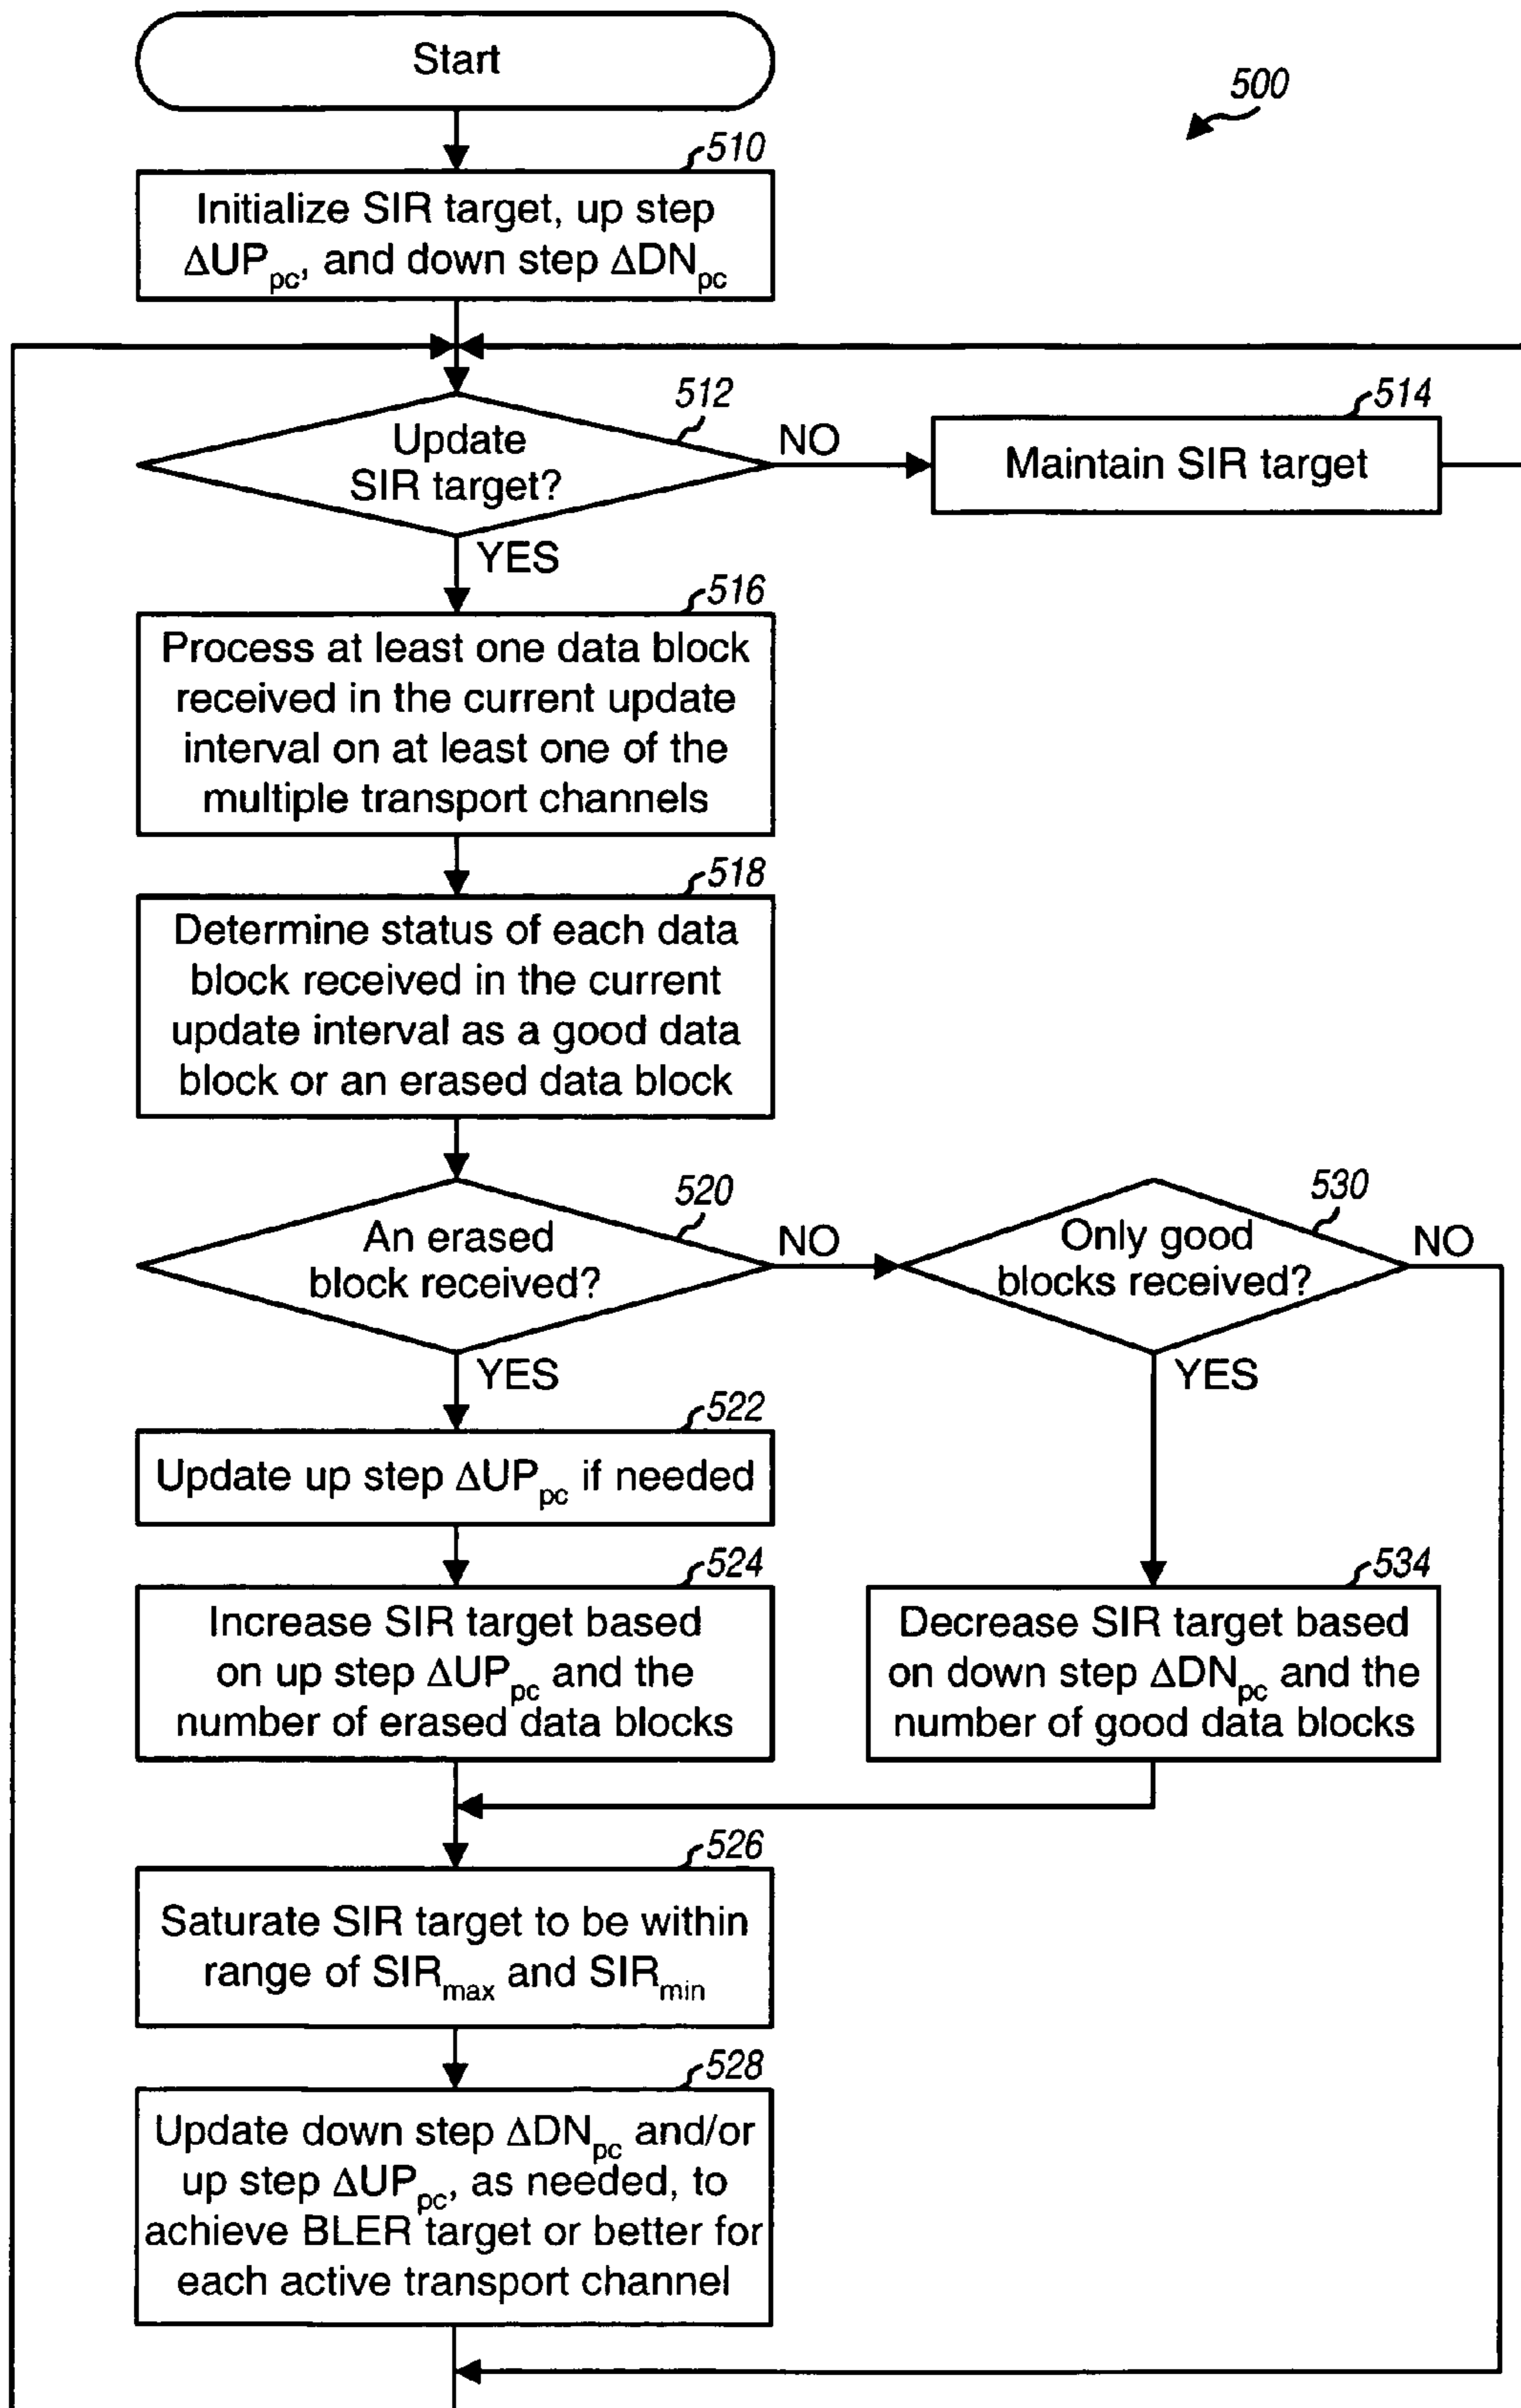 Start
500
510
Initialize SIR target, up step
ΔUPpc, and down step ΔDNpc
512
Update
SIR target?
NO
514
Maintain SIR target
YES
516
Process at least one data block
received in the current update
interval on at least one of the
multiple transport channels
518
Determine status of each data
block received in the current
update interval as a good data
block or an erased data block
520
An erased
block received?
NO
530
Only good
blocks received?
NO
YES
YES
522
Update up step ΔUPpc if needed
524
Increase SIR target based
on up step ΔUPpc and the
number of erased data blocks
534
Decrease SIR target based
on down step ΔDNpc and the
number of good data blocks
526
Saturate SIR target to be within
range of SIRmax and SIRmin
528
Update down step ΔDNpc and/or
up step ΔUPpc, as needed, to
achieve BLER target or better for
each active transport channel